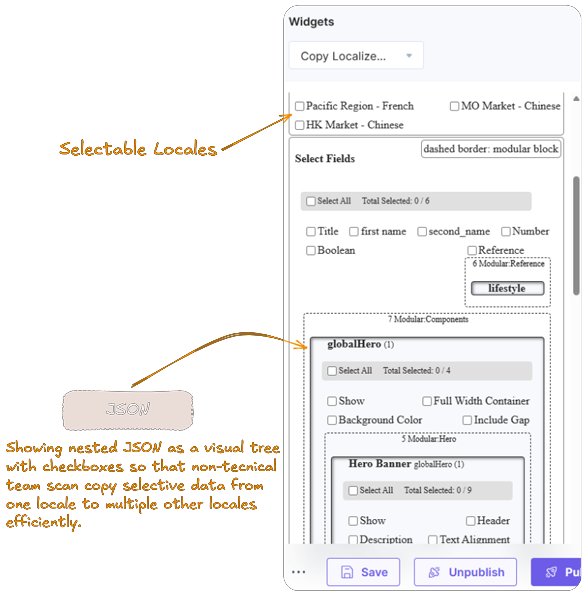 Widgets
Copy Localize...
Pacific Region - French
MO Market - Chinese
HK Market - Chinese
Selectable Locales
dashed border: modular block
Select Fields
Select All Total Selected: 0 / 6
Title first name second_name Number
Boolean Reference
6 Modular:Reference
lifestyle
7 Modular:Components
globalHero (1)
Select All Total Selected: 0 / 4
Show Full Width Container
Background Color Include Gap
5 Modular:Hero
Hero Banner globalHero (1)
Select All Total Selected: 0 / 9
Show Header
Description Text Alignment
JSON
Showing nested JSON as a visual tree
with checkboxes so that non-tecnical
team scan copy selective data from
one locale to multiple other locales
efficiently.
... Save Unpublish Pu